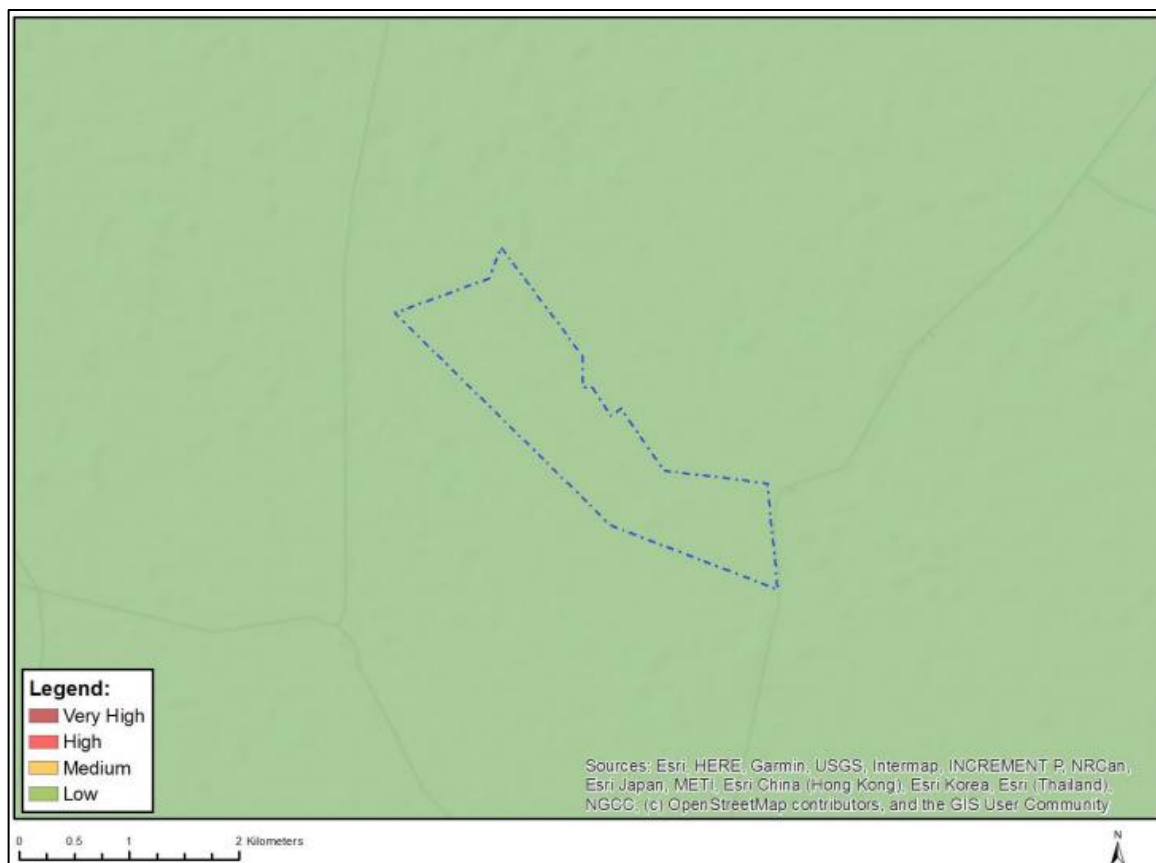 Legend:
Very High
High
Medium
Low
Sources: Esri, HERE, Garmin, USGS, Intermap, INCREMENT P, NRCan,
Esri Japan, METI, Esri China (Hong Kong), Esri Korea, Esri (Thailand),
NGCC, (c) OpenStreetMap contributors, and the GIS User Community
0 0.5 1 2 Kilometers
N